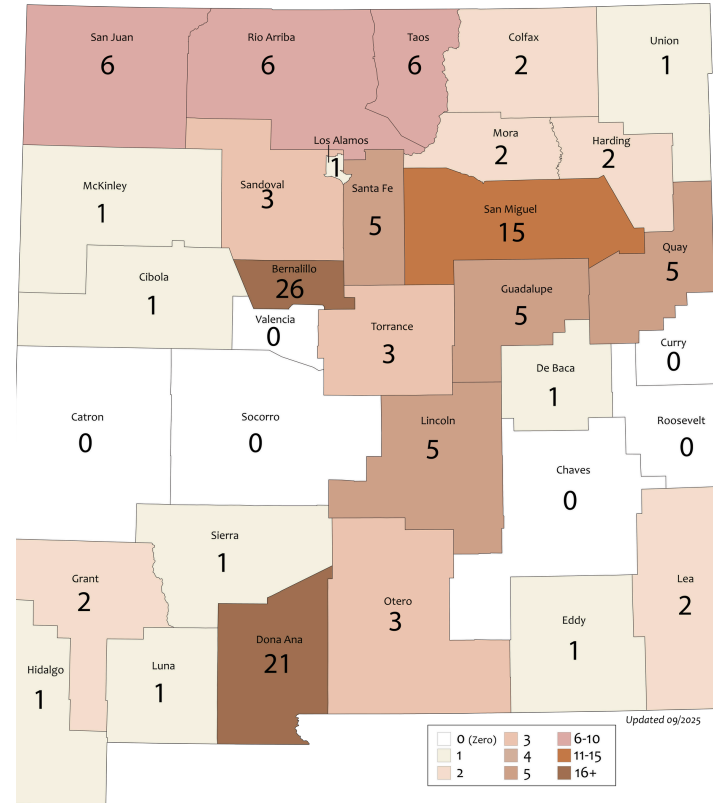 San Juan
6
Rio Arriba
6
Taos
6
Colfax
2
Union
1
Los Alamos
1
Mora
2
Harding
2
McKinley
1
Sandoval
3
Santa Fe
5
San Miguel
15
Quay
5
Cibola
1
Bernalillo
26
Valencia
0
Guadalupe
5
Torrance
3
Curry
0
De Baca
1
Catron
0
Socorro
0
Lincoln
5
Roosevelt
0
Chaves
0
Sierra
1
Grant
2
Otero
3
Lea
2
Eddy
1
Dona Ana
21
Hidalgo
1
Luna
1
Updated 09/2025
0 (Zero)
1
2
3
4
5
6-10
11-15
16+